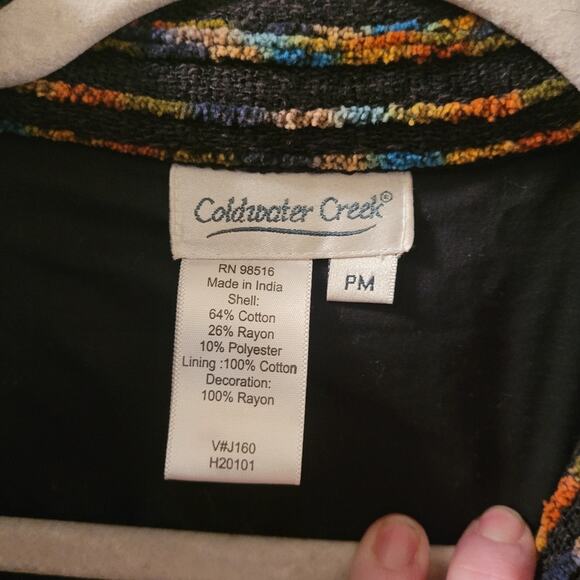 Coldwater Creek®
PM
RN 98516
Made in India
Shell:
64% Cotton
26% Rayon
10% Polyester
Lining :100% Cotton
Decoration:
100% Rayon
V#J160
H20101